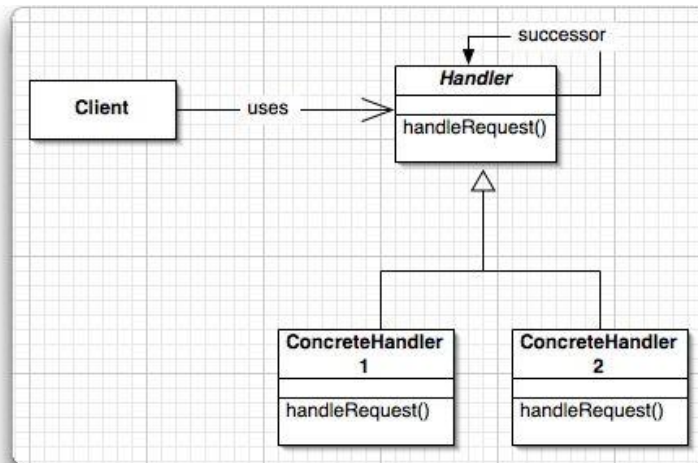 successor
Handler
Client
uses
handleRequest()
ConcreteHandler
1
handleRequest()
ConcreteHandler
2
handleRequest()